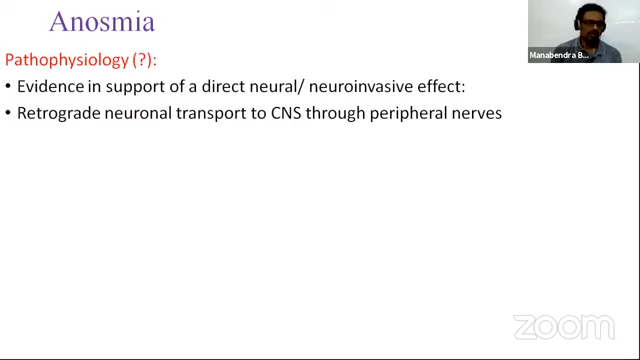 Anosmia
Pathophysiology (?):
• Evidence in support of a direct neural/ neuroinvasive effect:
• Retrograde neuronal transport to CNS through peripheral nerves
Manabendra B...
zoom